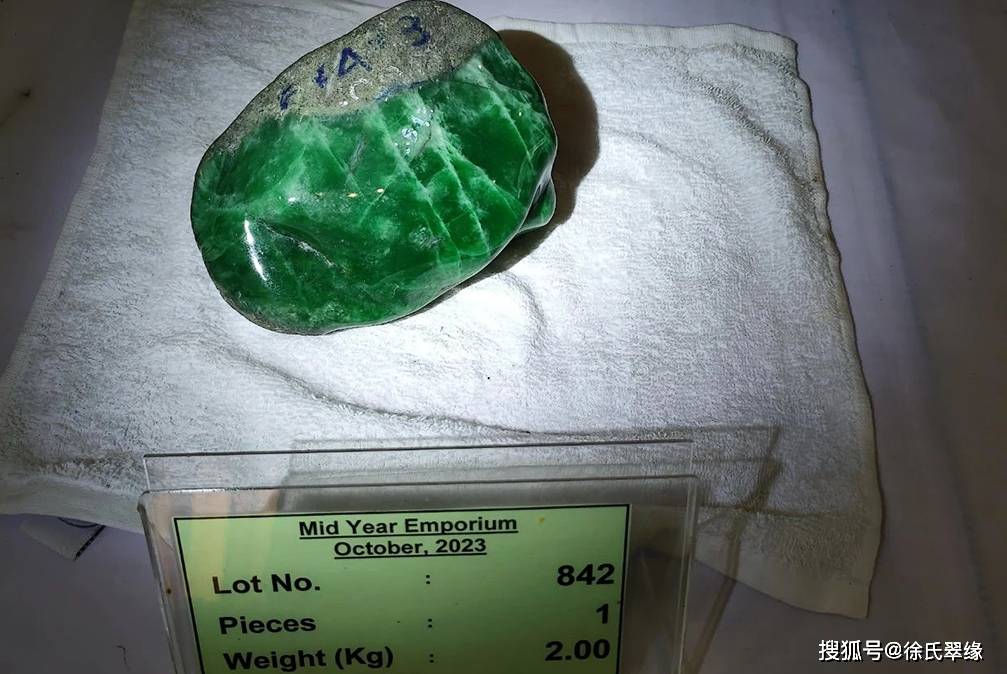 Mid Year Emporium
October, 2023
Lot No. : 842
Pieces : 1
Weight (Kg) : 2.00
搜狐号@徐氏翠缘